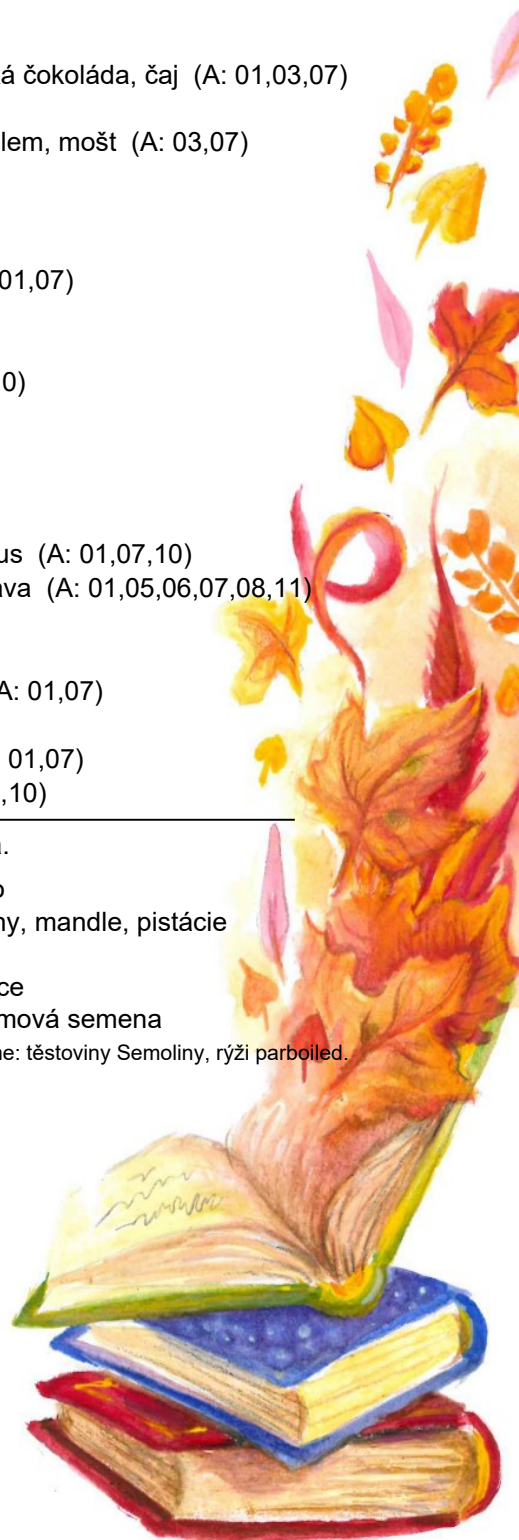 á čokoláda, čaj (A: 01,03,07)
lem, mošt (A: 03,07)
01,07)
0)
us (A: 01,07,10)
ava (A: 01,05,06,07,08,11)
A: 01,07)
01,07)
,10)
.
ny, mandle, pistácie
ce
mová semena
ne: těstoviny Semoliny, rýži parboiled.